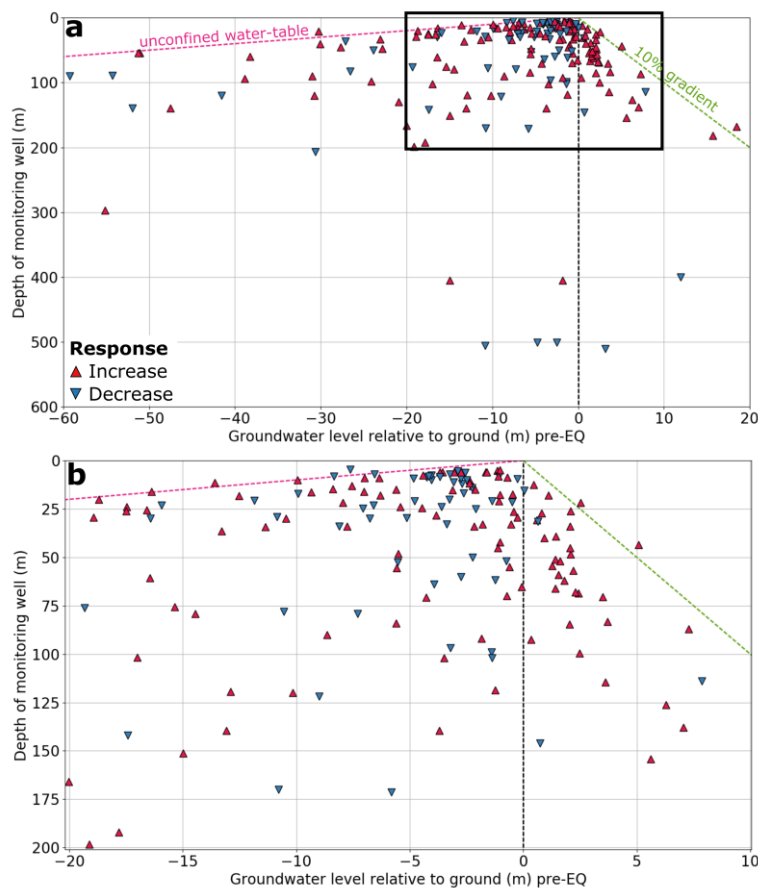 a
0
100
200
300
400
500
600
Depth of monitoring well (m)
unconfined water-table
10% gradient
Response
Increase
Decrease
−60 −50 −40 −30 −20 −10 0 10 20
Groundwater level relative to ground (m) pre-EQ
b
0
25
50
75
100
125
150
175
200
Depth of monitoring well (m)
−20 −15 −10 −5 0 5 10
Groundwater level relative to ground (m) pre-EQ